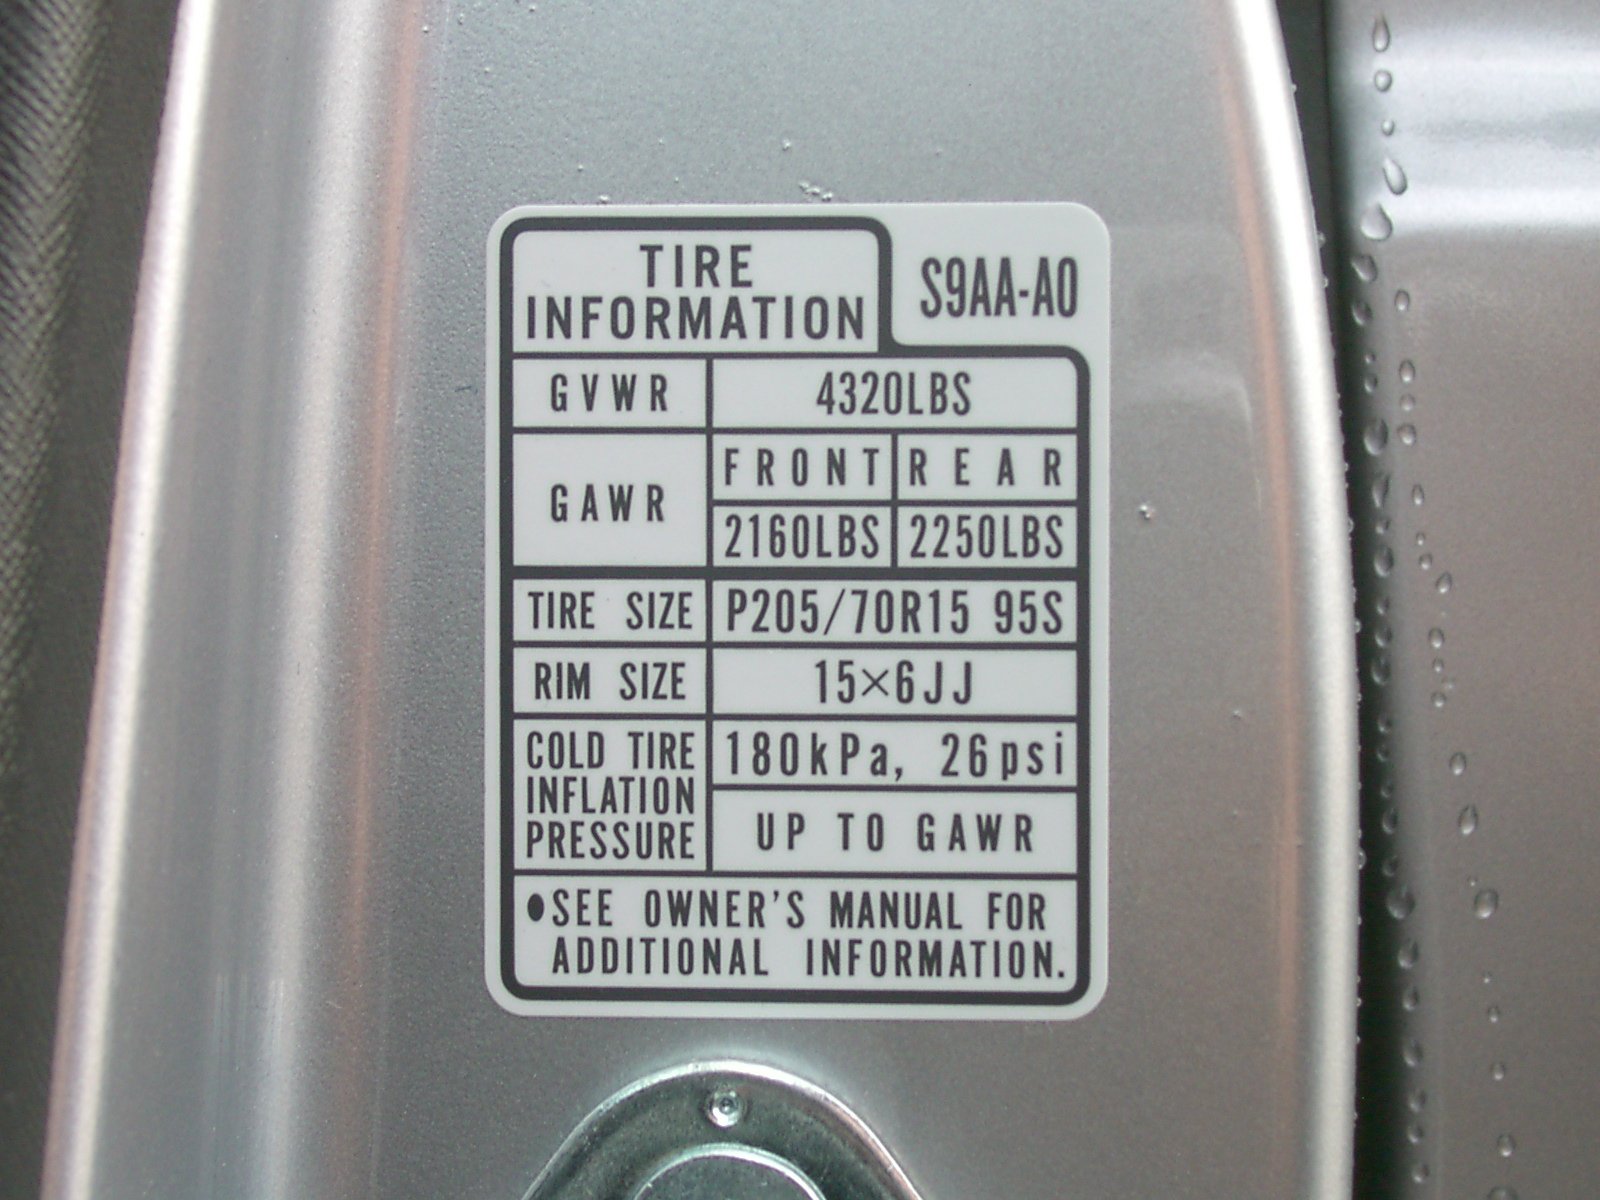 TIRE
INFORMATION
S9AA-A0
GVWR 4320LBS
GAWR
FRONT REAR
2160LBS 2250LBS
TIRE SIZE P205/70R15 95S
RIM SIZE 15×6JJ
COLD TIRE
INFLATION
PRESSURE
180kPa, 26psi
UP TO GAWR
●SEE OWNER'S MANUAL FOR
ADDITIONAL INFORMATION.